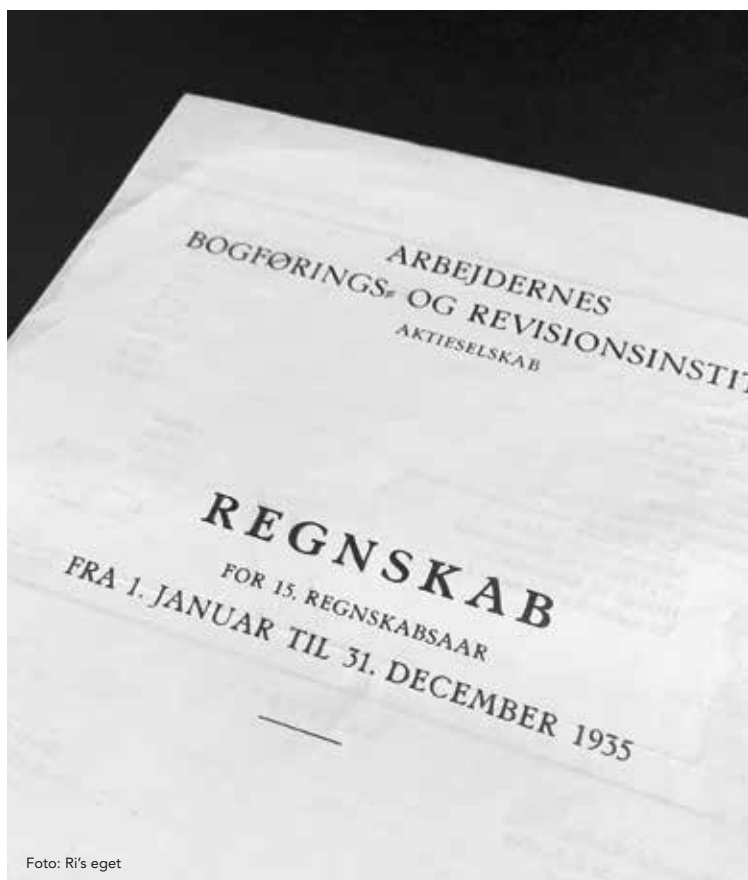 ARBEJDERNES
BOGFØRINGS- OG REVISIONSINSTIT
AKTIESELSKAB
REGNSKAB
FOR 15. REGNSKABSAAR
FRA 1. JANUAR TIL 31. DECEMBER 1935
Foto: Ri's eget